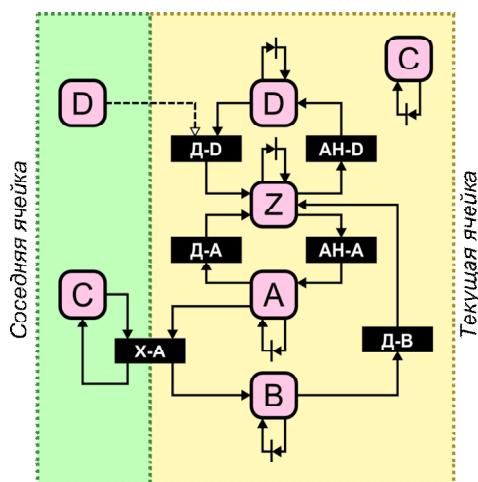 Соседняя ячейка
Текущая ячейка
C
D
D
Д-D
АН-D
Z
Д-А
АН-А
C
A
Х-А
Д-В
B